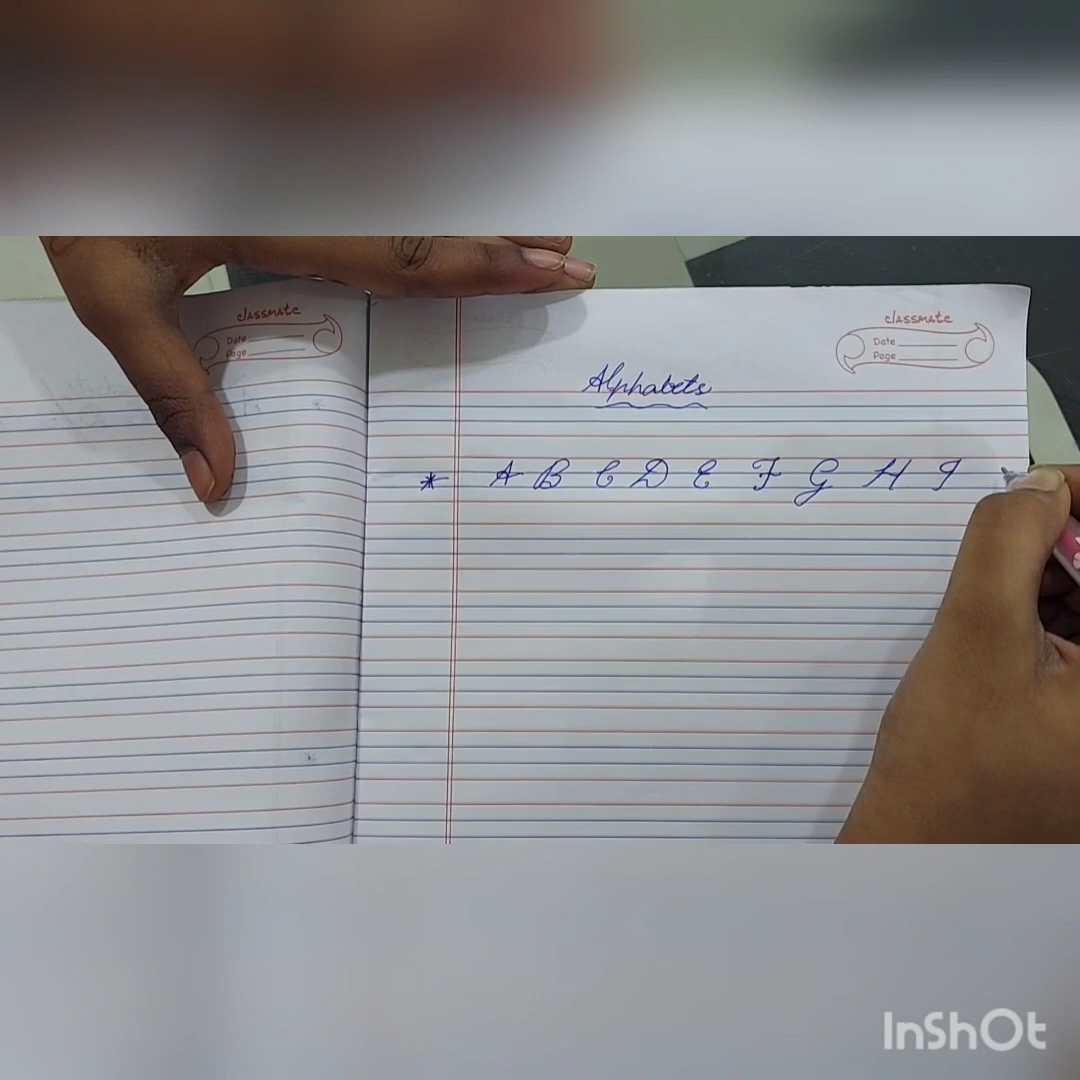 classmate
Date
Page
classmate
Date
Page
Alphabets
* A B C D E F G H I
InShOt